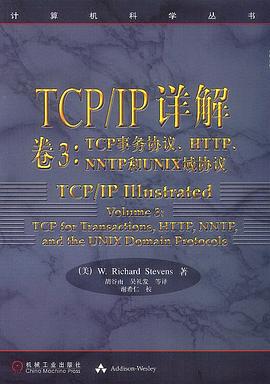 计算机科学丛书
TCP/IP 详解
卷3:TCP事务协议、HTTP、
NNTP和UNIX域协议
TCP/IP Illustrated
Volume 3:
TCP for Transactions, HTTP, NNTP,
and the UNIX Domain Protocols
(美) W. Richard Stevens 著
胡谷雨 吴礼发 等译
谢希仁 校
机械工业出版社
China Machine Press
Addison-Wesley